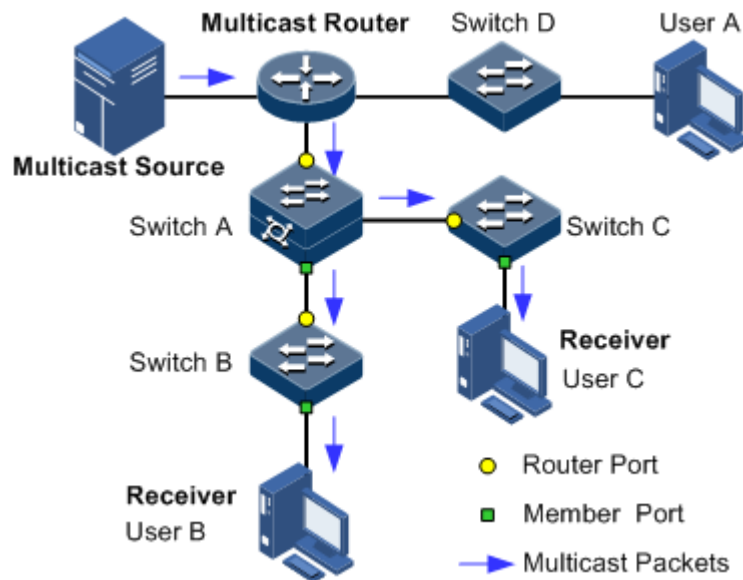 Multicast Router
Switch D
User A
Multicast Source
Switch A
Switch C
Switch B
Receiver
User C
Receiver
User B
Router Port
Member Port
Multicast Packets